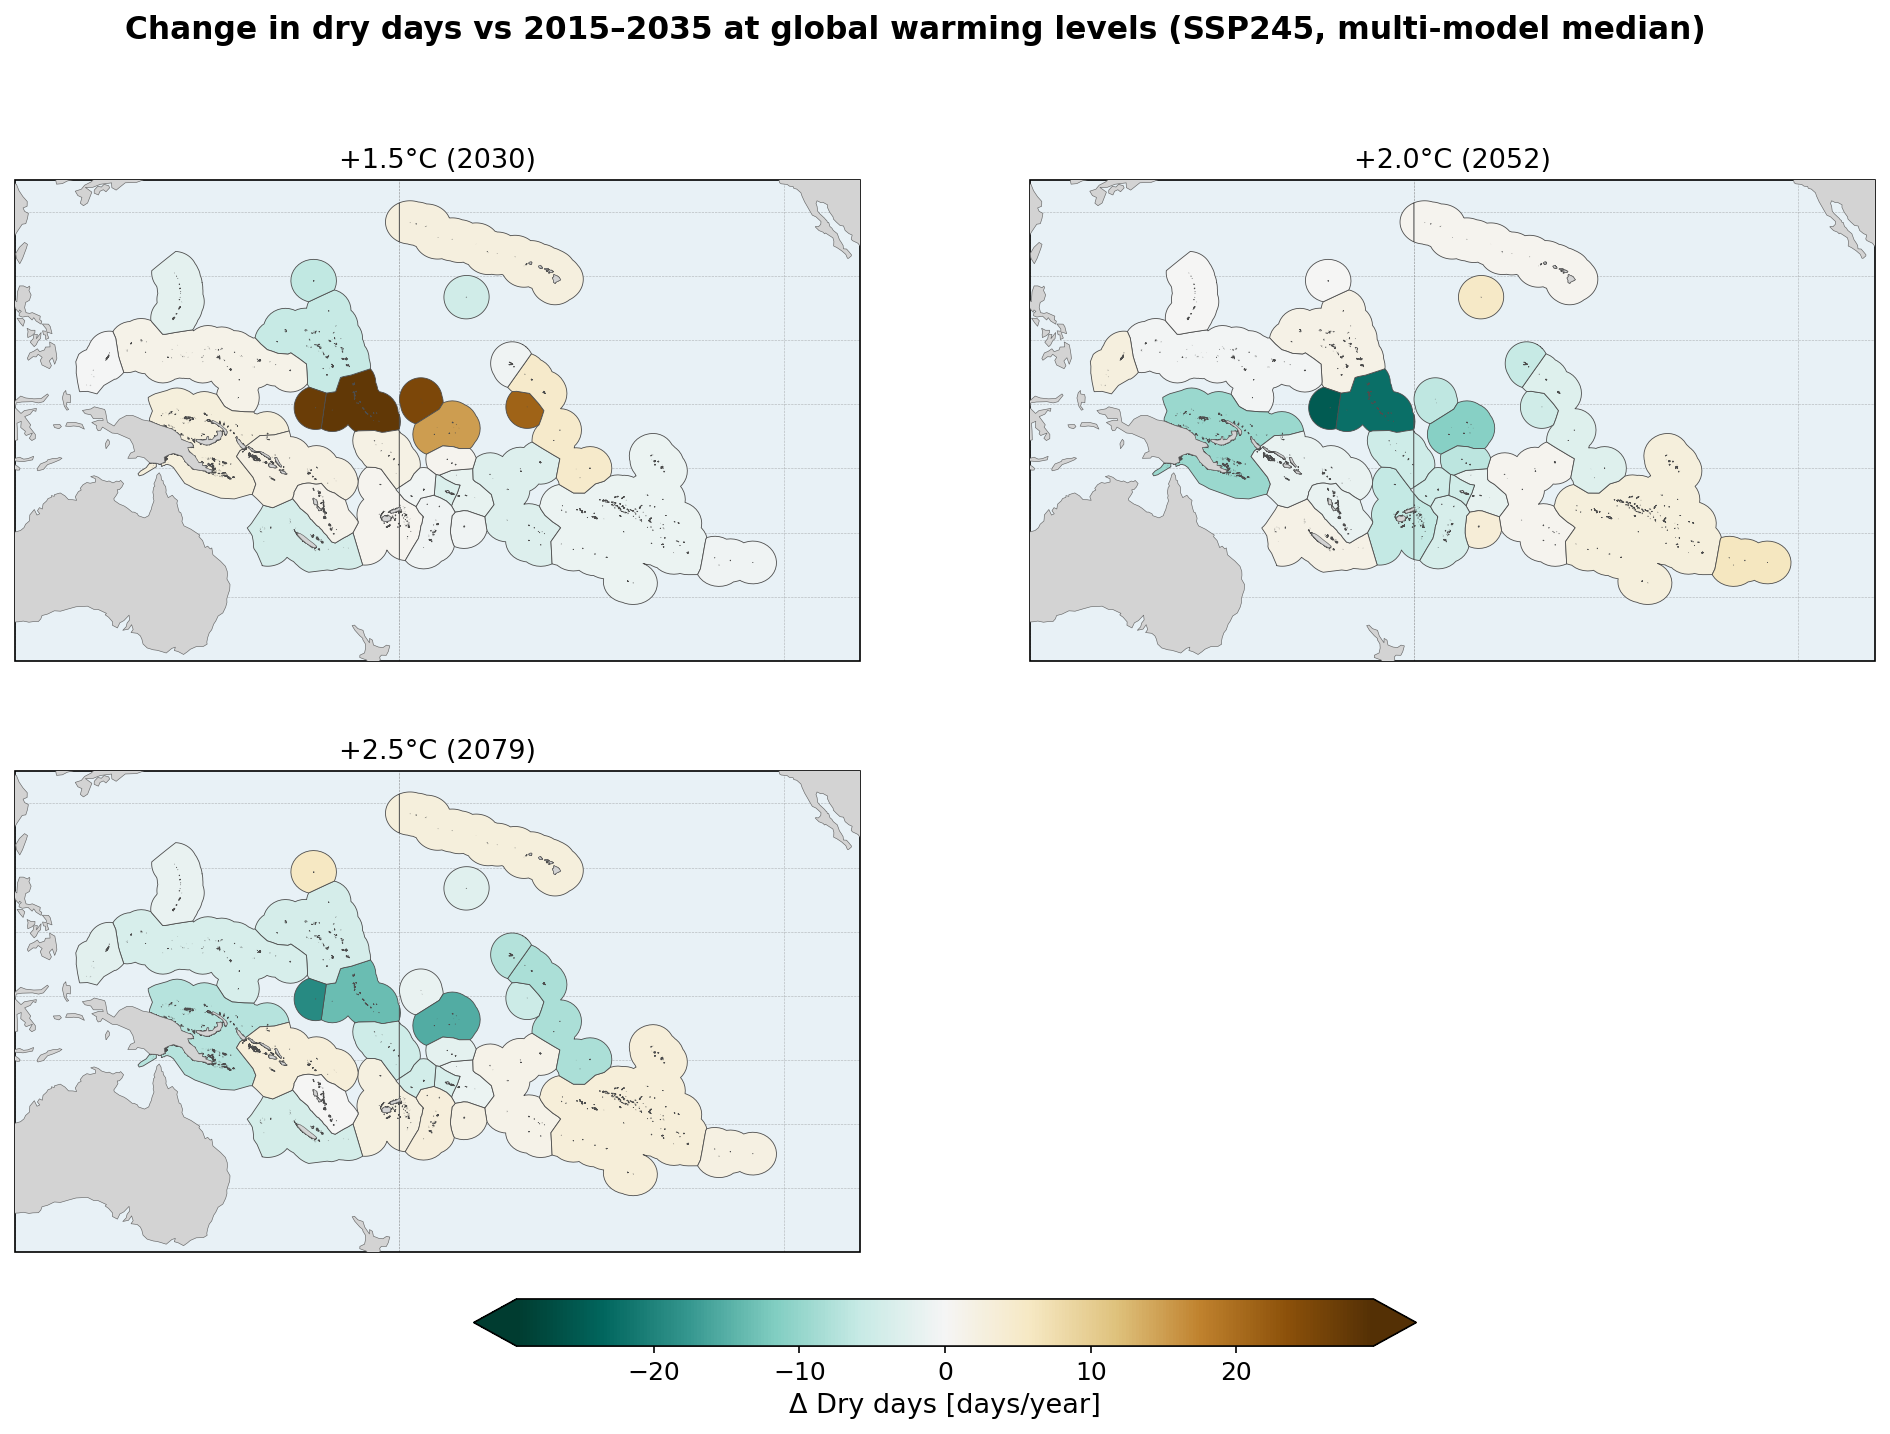 Change in dry days vs 2015–2035 at global warming levels (SSP245, multi-model median)
+1.5°C (2030)
+2.0°C (2052)
+2.5°C (2079)
−20 −10 0 10 20
Δ Dry days [days/year]